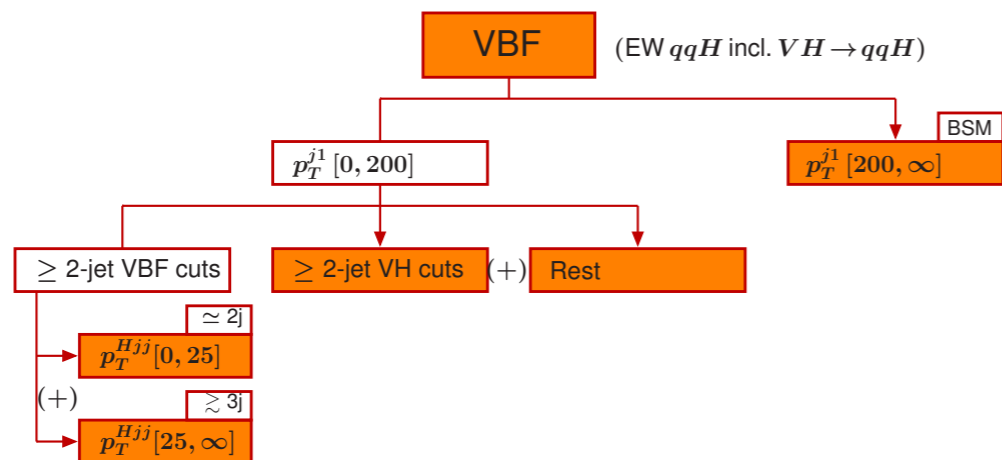 VBF (EW qqH incl. VH → qqH)
BSM
p_T^{j1} [0, 200]
p_T^{j1} [200, ∞]
≥ 2-jet VBF cuts
≥ 2-jet VH cuts (+) Rest
≃ 2j
p_T^{Hjj} [0, 25]
(+)
≳ 3j
p_T^{Hjj} [25, ∞]